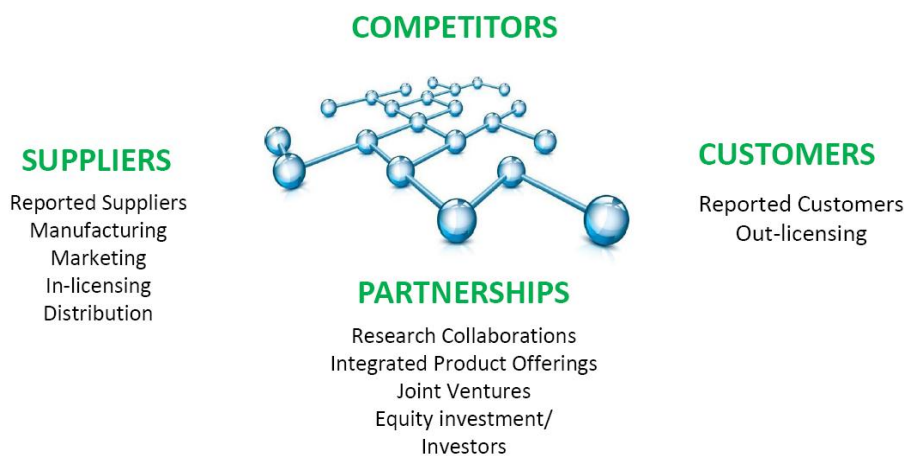 COMPETITORS
SUPPLIERS
Reported Suppliers
Manufacturing
Marketing
In-licensing
Distribution
CUSTOMERS
Reported Customers
Out-licensing
PARTNERSHIPS
Research Collaborations
Integrated Product Offerings
Joint Ventures
Equity investment/
Investors